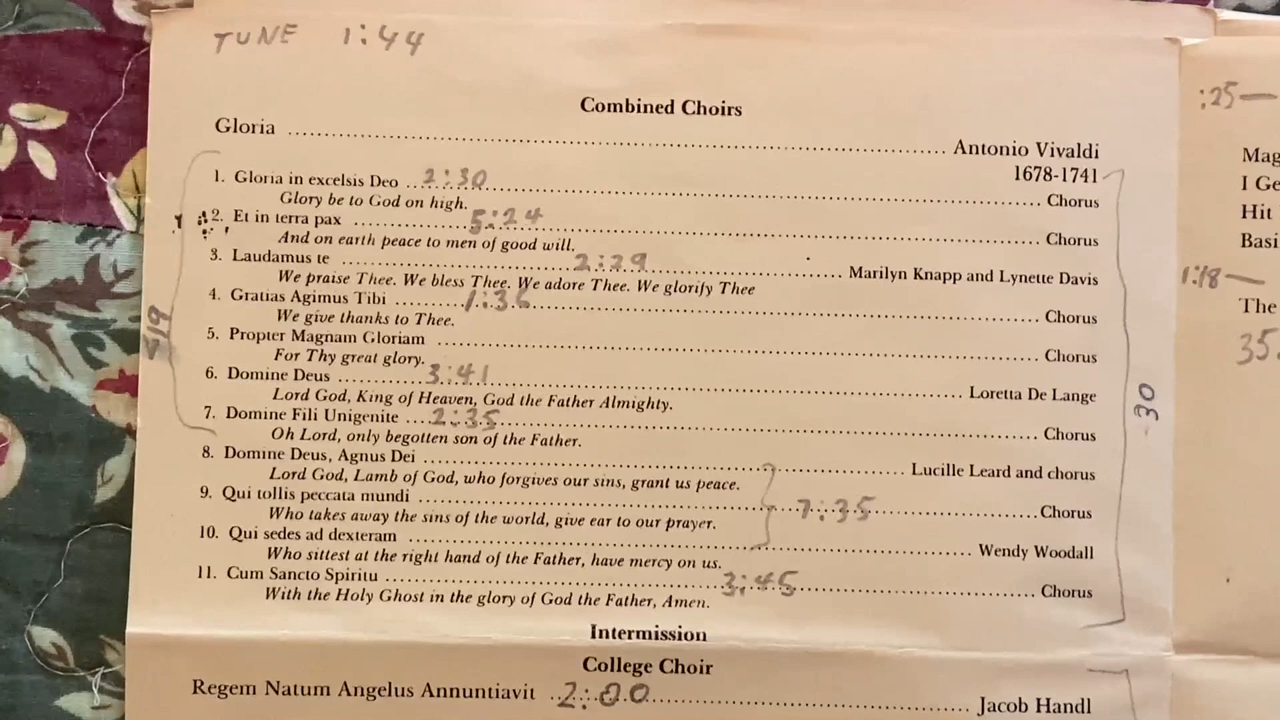 TUNE 1:44
Combined Choirs
Gloria ........ Antonio Vivaldi
1678-1741
1. Gloria in excelsis Deo ... 2:30 ........ Chorus
Glory be to God on high.
2. Et in terra pax ........ 5:24 ........ Chorus
And on earth peace to men of good will.
3. Laudamus te ........ 2:29 ........ Marilyn Knapp and Lynette Davis
We praise Thee. We bless Thee. We adore Thee. We glorify Thee
4. Gratias Agimus Tibi ........ Chorus
We give thanks to Thee.
5. Propter Magnam Gloriam ........ Chorus
For Thy great glory.
6. Domine Deus ........ 3:41 ........ Loretta De Lange
Lord God, King of Heaven, God the Father Almighty.
7. Domine Fili Unigenite ... 2:35 ........ Chorus
Oh Lord, only begotten son of the Father.
8. Domine Deus, Agnus Dei ........ Lucille Leard and chorus
Lord God, Lamb of God, who forgives our sins, grant us peace.
9. Qui tollis peccata mundi ........ 7:35 ........ Chorus
Who takes away the sins of the world, give ear to our prayer.
10. Qui sedes ad dexteram ........ Wendy Woodall
Who sittest at the right hand of the Father, have mercy on us.
11. Cum Sancto Spiritu ........ 3:45 ........ Chorus
With the Holy Ghost in the glory of God the Father, Amen.
30
Intermission
College Choir
Regem Natum Angelus Annuntiavit ... 2:00 ........ Jacob Handl
:25—
Mag
I Ge
Hit
Basi
1:18—
The
35.